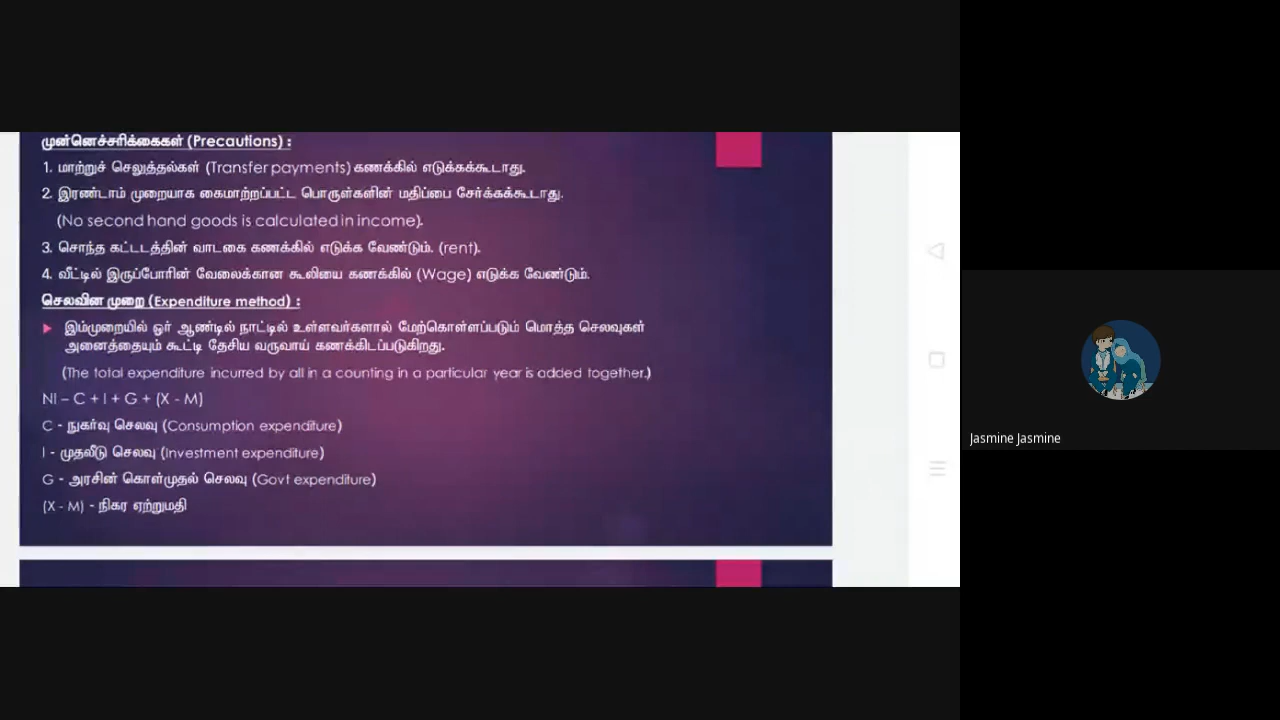 முன்னெச்சரிக்கைகள் (Precautions) :
1. மாற்றுச் செலுத்தல்கள் (Transfer payments) கணக்கில் எடுக்கக்கூடாது.
2. இரண்டாம் முறையாக கைமாற்றப்பட்ட பொருள்களின் மதிப்பை சேர்க்கக்கூடாது.
(No second hand goods is calculated in income).
3. சொந்த கட்டடத்தின் வாடகை கணக்கில் எடுக்க வேண்டும். (rent).
4. வீட்டில் இருப்போரின் வேலைக்கான கூலியை கணக்கில் (Wage) எடுக்க வேண்டும்.
செலவின முறை (Expenditure method) :
இம்முறையில் ஓர் ஆண்டில் நாட்டில் உள்ளவர்களால் மேற்கொள்ளப்படும் மொத்த செலவுகள்
அனைத்தையும் கூட்டி தேசிய வருவாய் கணக்கிடப்படுகிறது.
(The total expenditure incurred by all in a counting in a particular year is added together.)
NI – C + I + G + (X - M)
C - நுகர்வு செலவு (Consumption expenditure)
I - முதலீடு செலவு (Investment expenditure)
G - அரசின் கொள்முதல் செலவு (Govt expenditure)
(X - M) - நிகர ஏற்றுமதி
Jasmine Jasmine